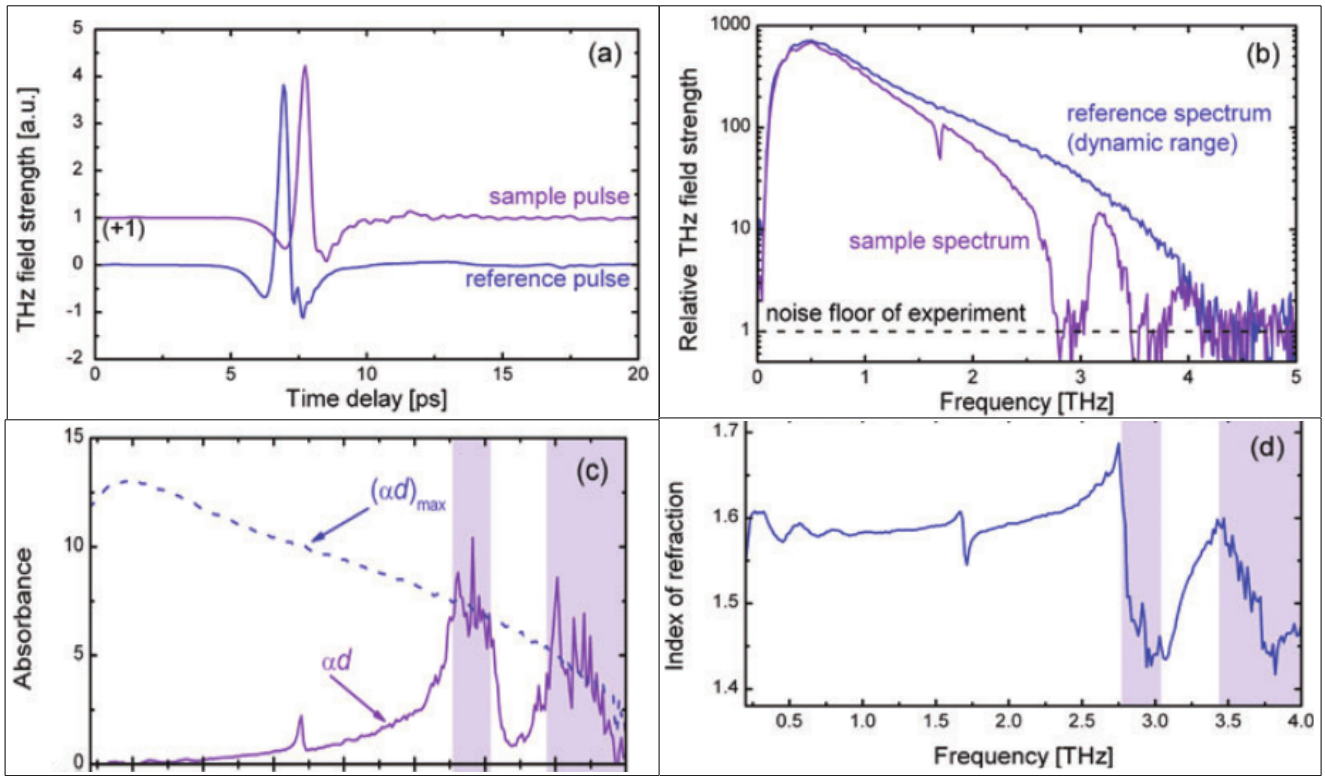 (a)
5
4
3
2
1
0
-1
-2
THz field strength [a.u.]
sample pulse
(+1)
reference pulse
0 5 10 15 20
Time delay [ps]
(b)
1000
100
10
1
Relative THz field strength
reference spectrum
(dynamic range)
sample spectrum
noise floor of experiment
0 1 2 3 4 5
Frequency [THz]
(c)
15
10
5
0
Absorbance
(αd)max
αd
(d)
1.7
1.6
1.5
1.4
Index of refraction
0.5 1.0 1.5 2.0 2.5 3.0 3.5 4.0
Frequency [THz]